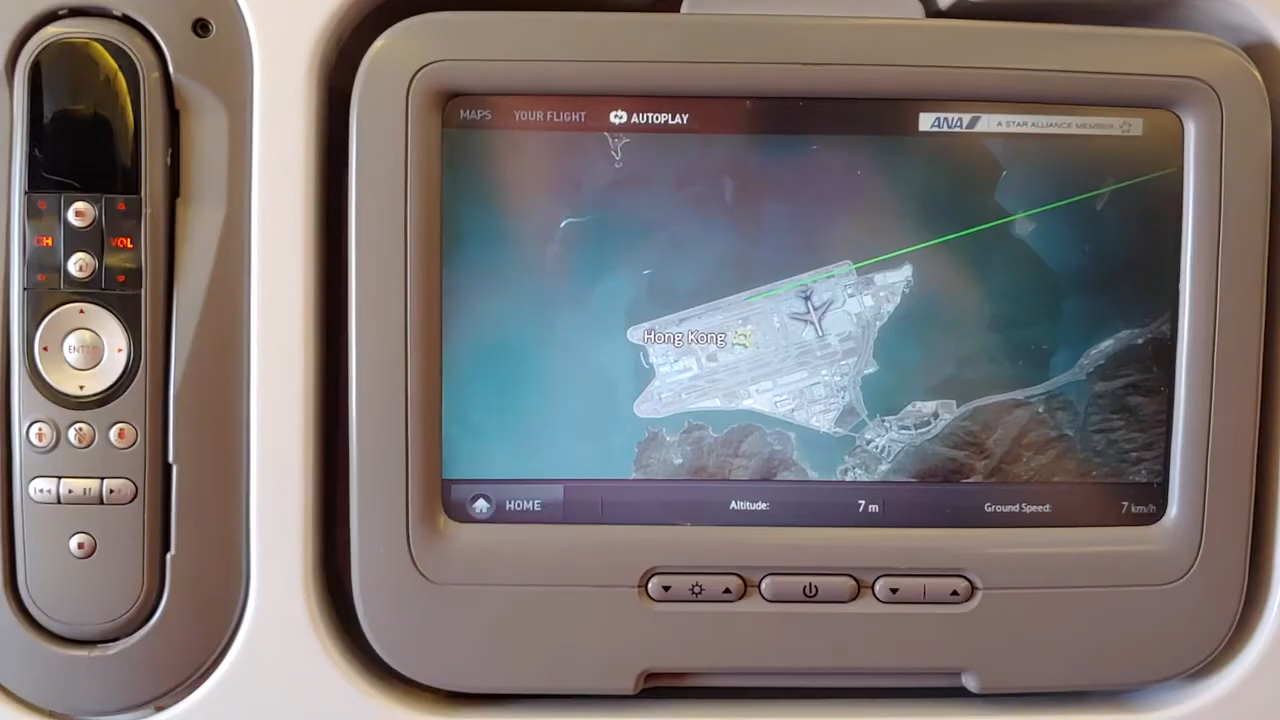 MAPS YOUR FLIGHT AUTOPLAY
ANA A STAR ALLIANCE MEMBER
CH VOL
Hong Kong
ENTER
HOME Altitude: 7 m Ground Speed: 7 km/h